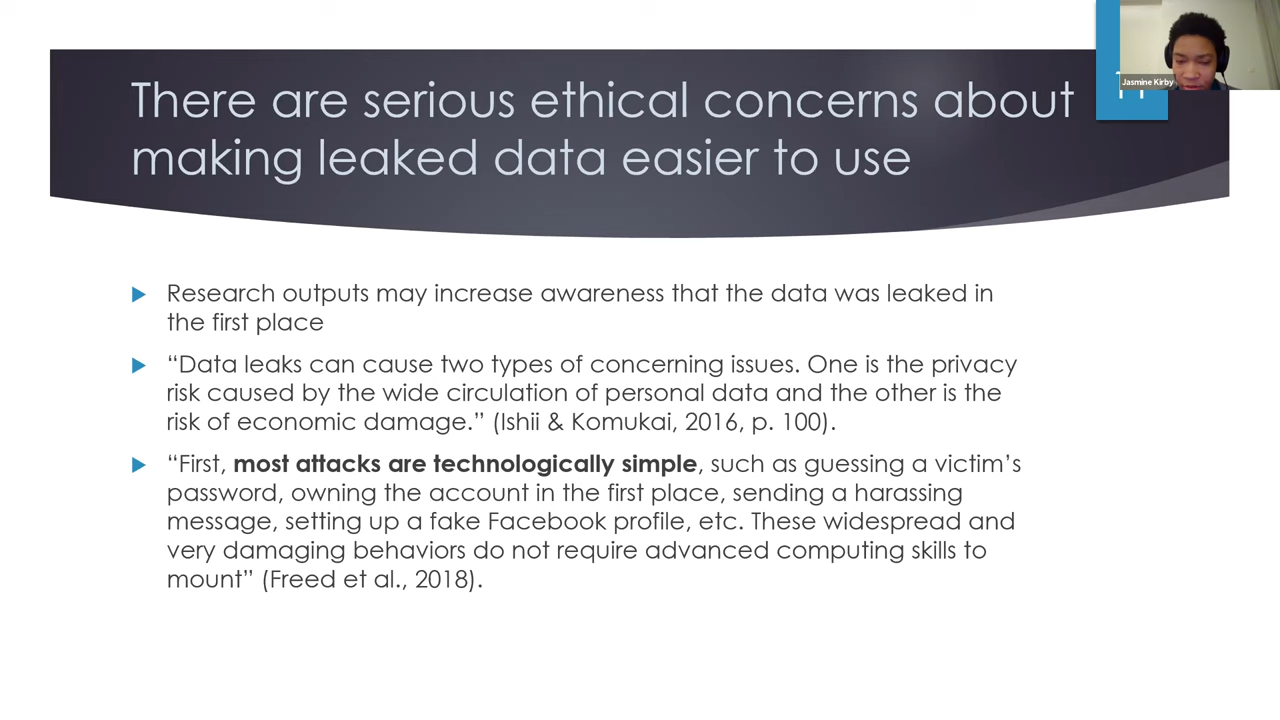 There are serious ethical concerns about
making leaked data easier to use
Jasmine Kirby
Research outputs may increase awareness that the data was leaked in
the first place
“Data leaks can cause two types of concerning issues. One is the privacy
risk caused by the wide circulation of personal data and the other is the
risk of economic damage.” (Ishii & Komukai, 2016, p. 100).
“First, most attacks are technologically simple, such as guessing a victim’s
password, owning the account in the first place, sending a harassing
message, setting up a fake Facebook profile, etc. These widespread and
very damaging behaviors do not require advanced computing skills to
mount” (Freed et al., 2018).